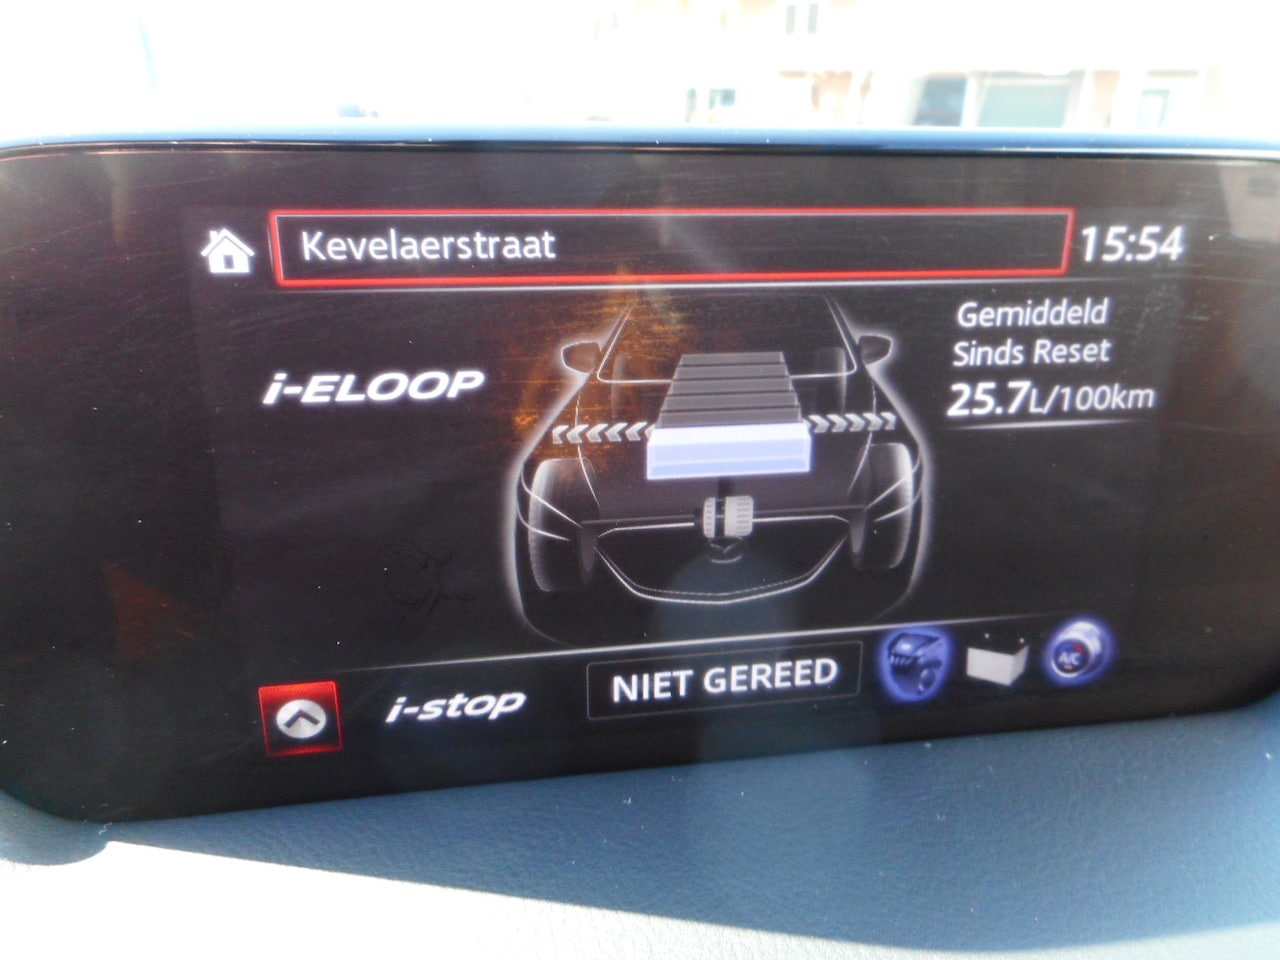 Kevelaerstraat
15:54
Gemiddeld
Sinds Reset
25.7L/100km
i-ELOOP
i-stop
NIET GEREED
A/C